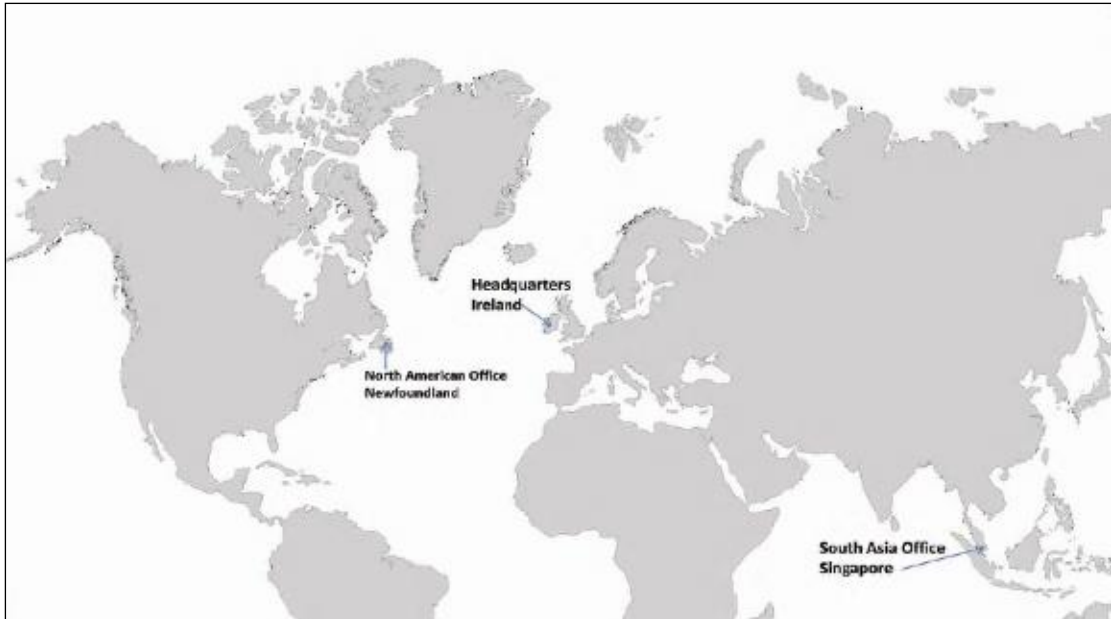 Headquarters
Ireland
North American Office
Newfoundland
South Asia Office
Singapore